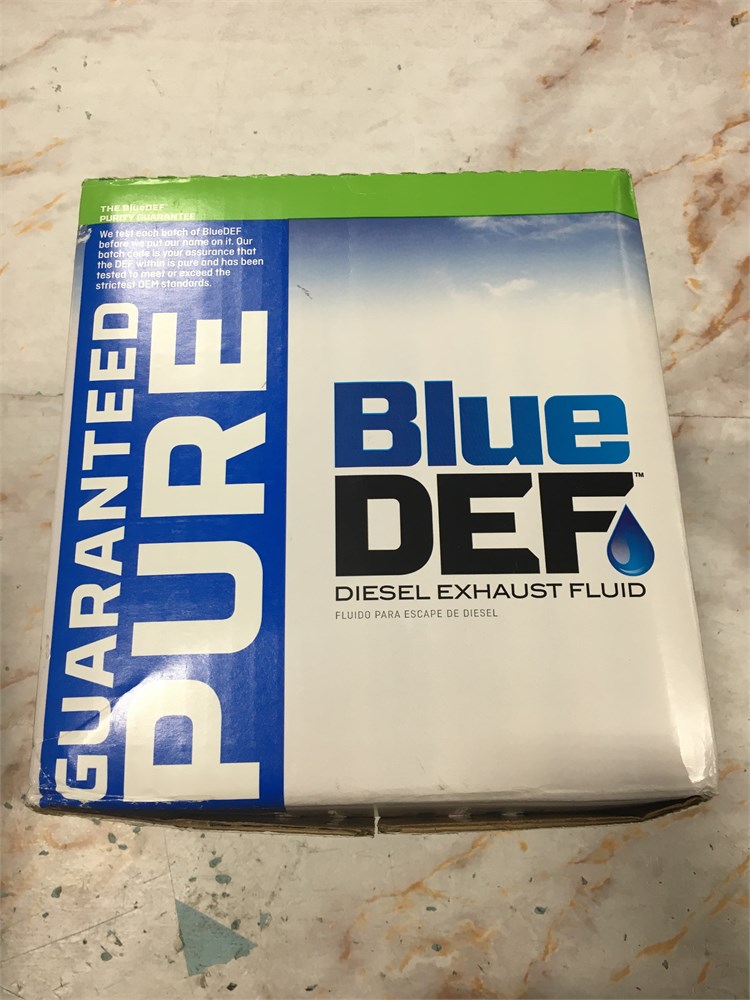 THE BlueDEF™
PURITY GUARANTEE
We test each batch of BlueDEF
before we put our name on it. Our
batch code is your assurance that
the DEF within is pure and has been
tested to meet or exceed the
strictest OEM standards.
GUARANTEED
PURE
Blue
DEF™
DIESEL EXHAUST FLUID
FLUIDO PARA ESCAPE DE DIESEL